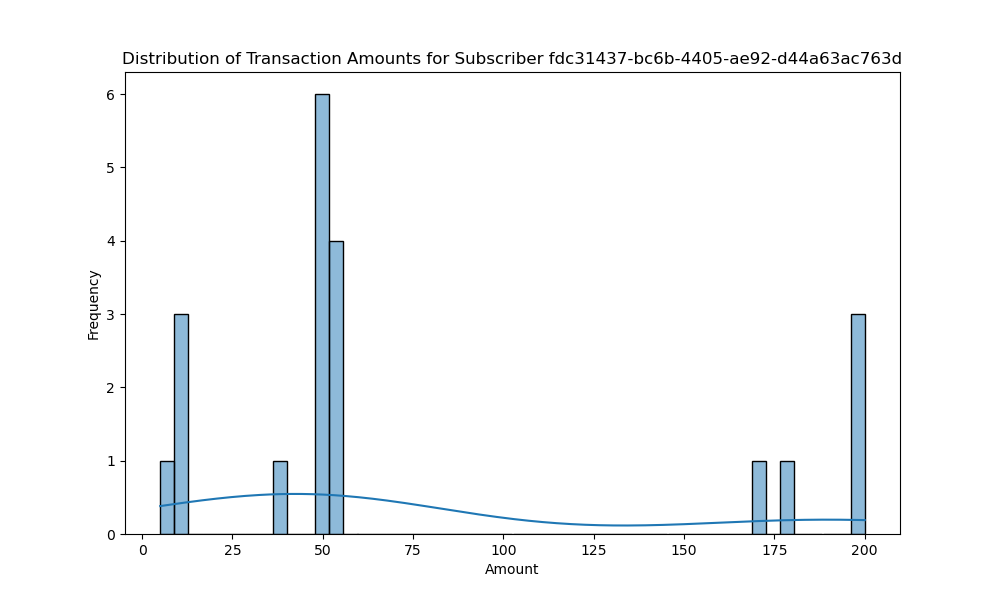 Distribution of Transaction Amounts for Subscriber fdc31437-bc6b-4405-ae92-d44a63ac763d
6
5
4
3
2
1
0
Frequency
0 25 50 75 100 125 150 175 200
Amount